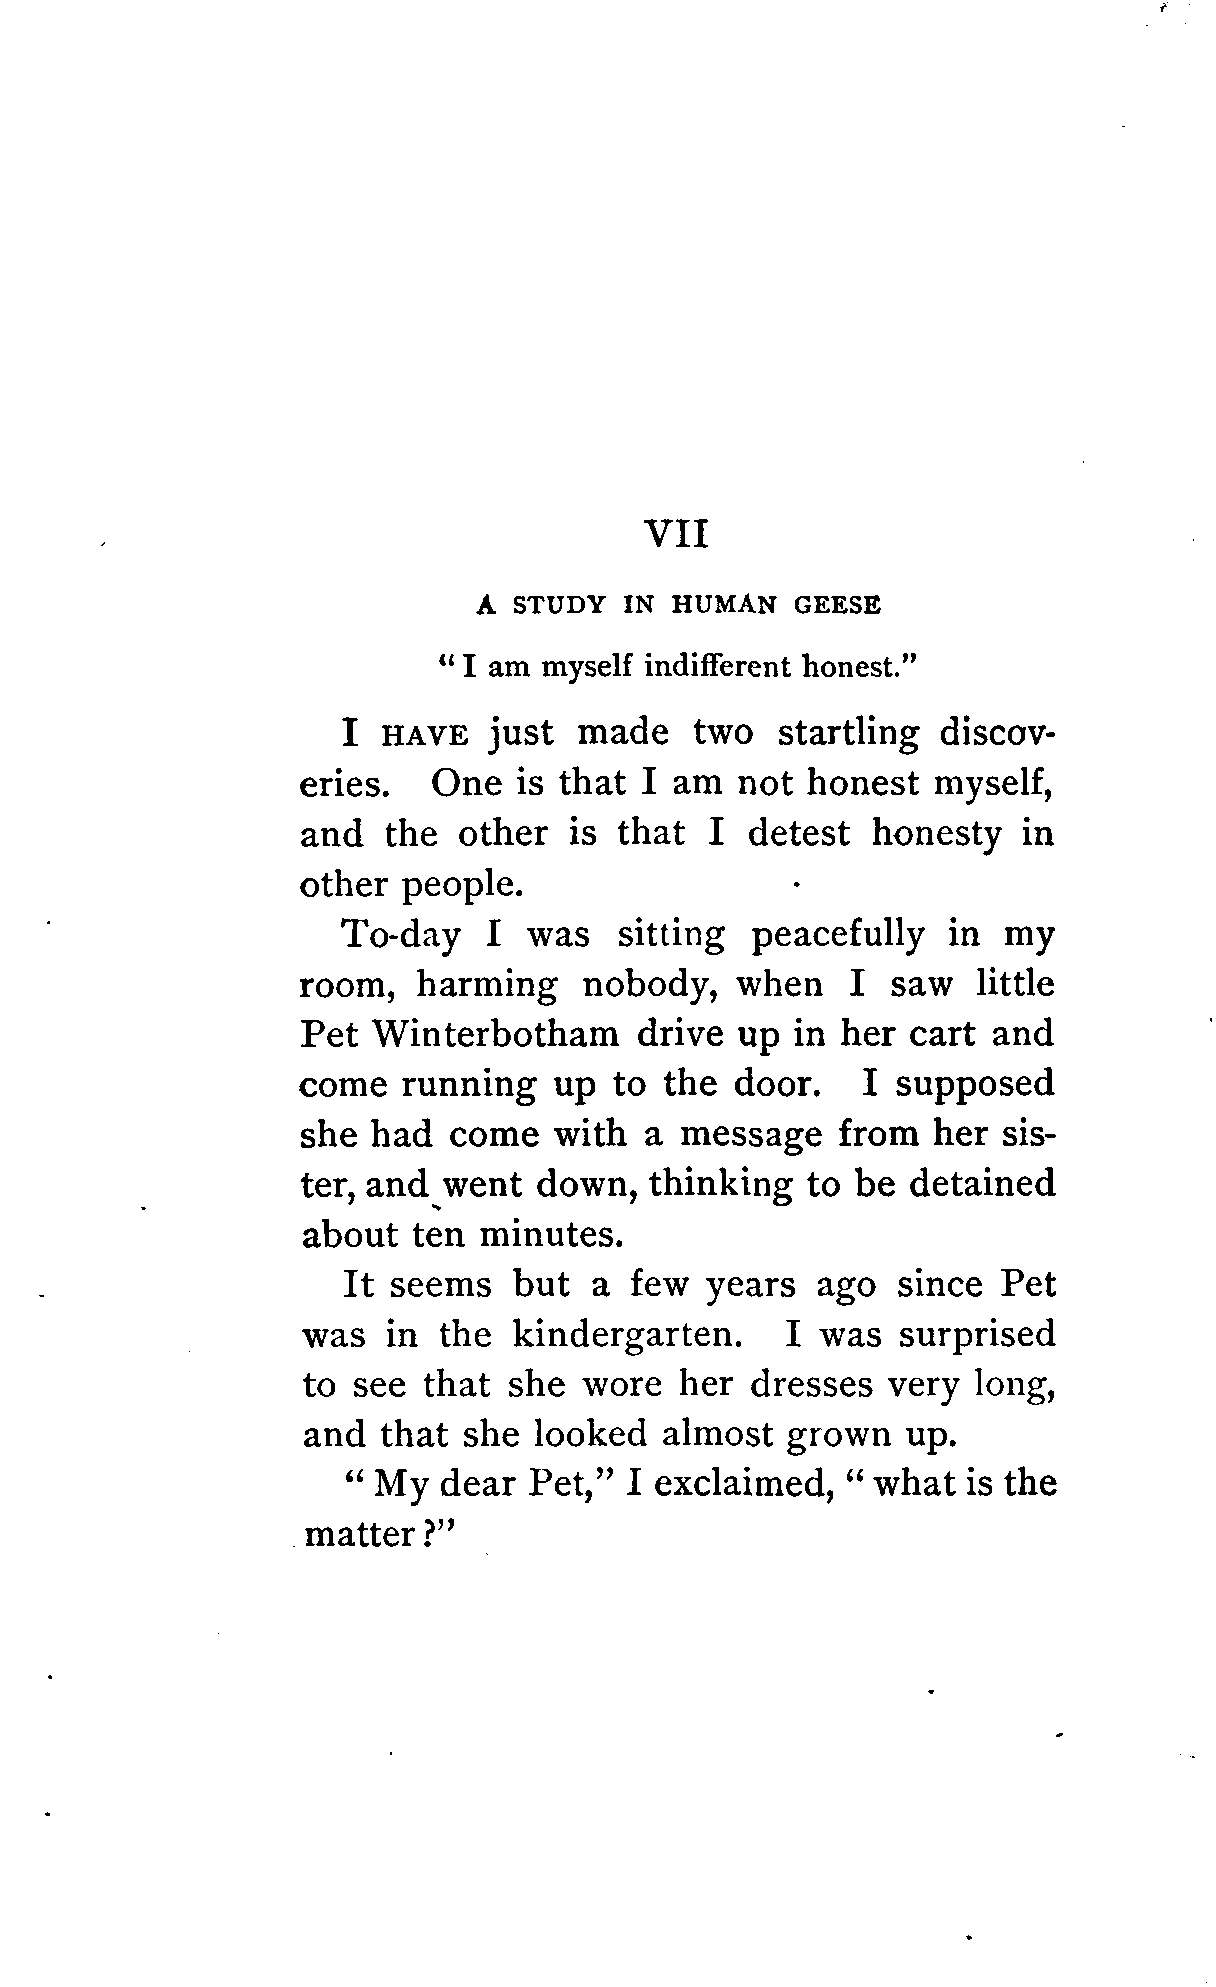 VII
A STUDY IN HUMAN GEESE
“I am myself indifferent honest.”
I HAVE just made two startling discov-
eries. One is that I am not honest myself,
and the other is that I detest honesty in
other people.
To-day I was sitting peacefully in my
room, harming nobody, when I saw little
Pet Winterbotham drive up in her cart and
come running up to the door. I supposed
she had come with a message from her sis-
ter, and went down, thinking to be detained
about ten minutes.
It seems but a few years ago since Pet
was in the kindergarten. I was surprised
to see that she wore her dresses very long,
and that she looked almost grown up.
“My dear Pet,” I exclaimed, “what is the
matter?”